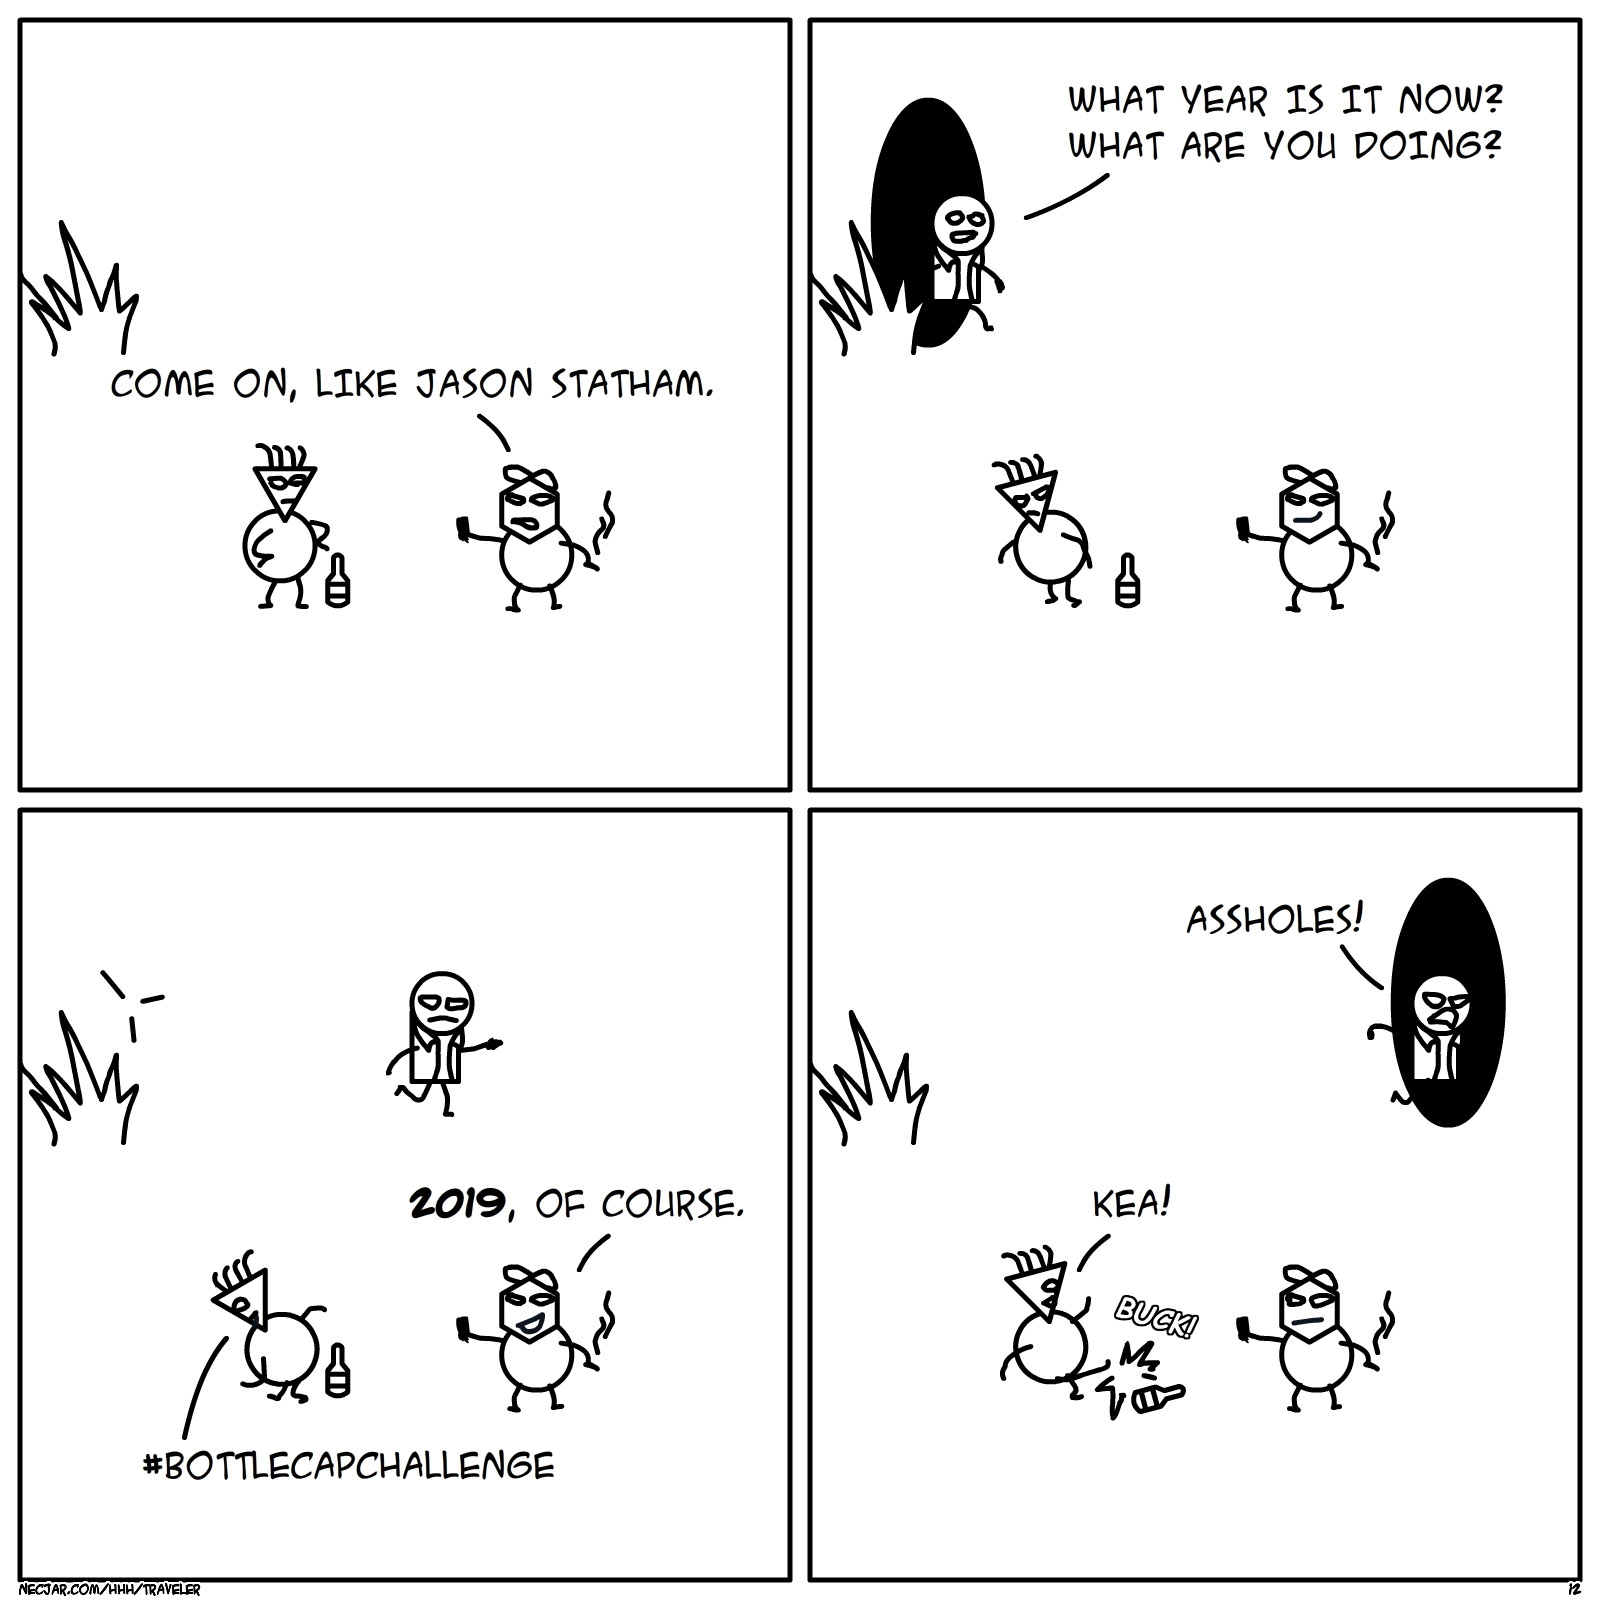 COME ON, LIKE JASON STATHAM.
WHAT YEAR IS IT NOW?
WHAT ARE YOU DOING?
2019, OF COURSE.
#BOTTLECAPCHALLENGE
ASSHOLES!
KEA!
BUCK!
NECJAR.COM/HHH/TRAVELER
12